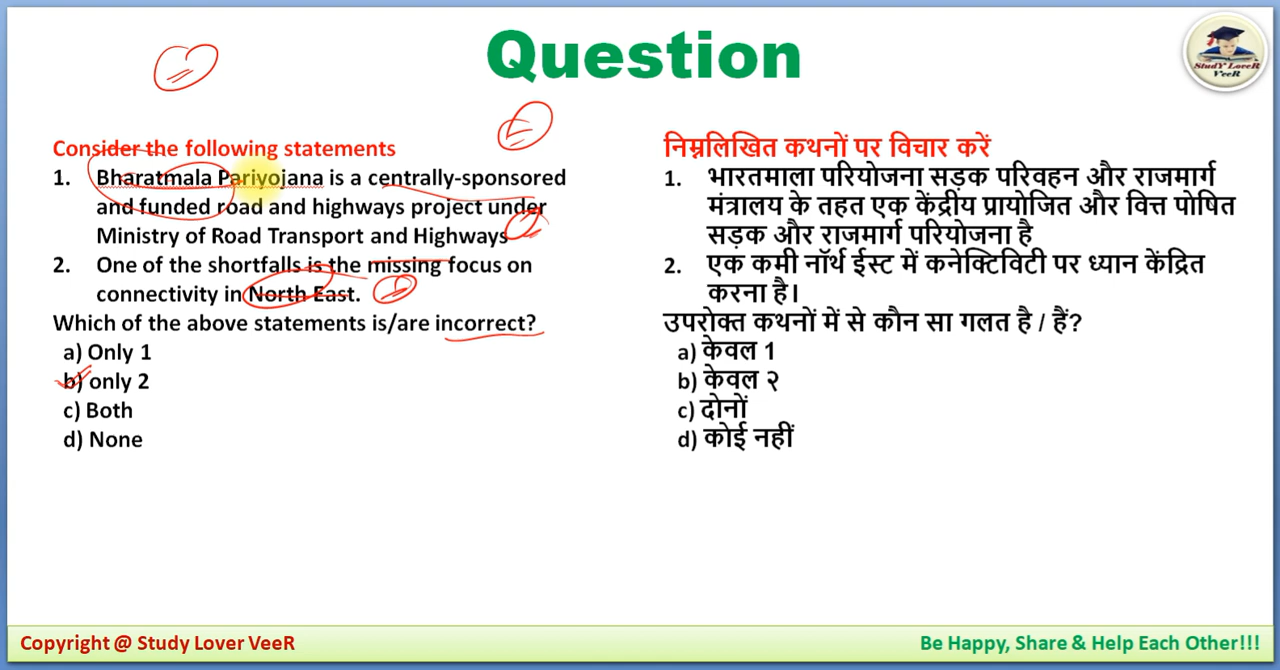 Question
StudY LoveR
VeeR
Consider the following statements
1. Bharatmala Pariyojana is a centrally-sponsored
and funded road and highways project under
Ministry of Road Transport and Highways
2. One of the shortfalls is the missing focus on
connectivity in North East.
Which of the above statements is/are incorrect?
a) Only 1
b) only 2
c) Both
d) None
निम्नलिखित कथनों पर विचार करें
1. भारतमाला परियोजना सड़क परिवहन और राजमार्ग
मंत्रालय के तहत एक केंद्रीय प्रायोजित और वित्त पोषित
सड़क और राजमार्ग परियोजना है
2. एक कमी नॉर्थ ईस्ट में कनेक्टिविटी पर ध्यान केंद्रित
करना है।
उपरोक्त कथनों में से कौन सा गलत है / हैं?
a) केवल 1
b) केवल २
c) दोनों
d) कोई नहीं
Copyright @ Study Lover VeeR
Be Happy, Share & Help Each Other!!!